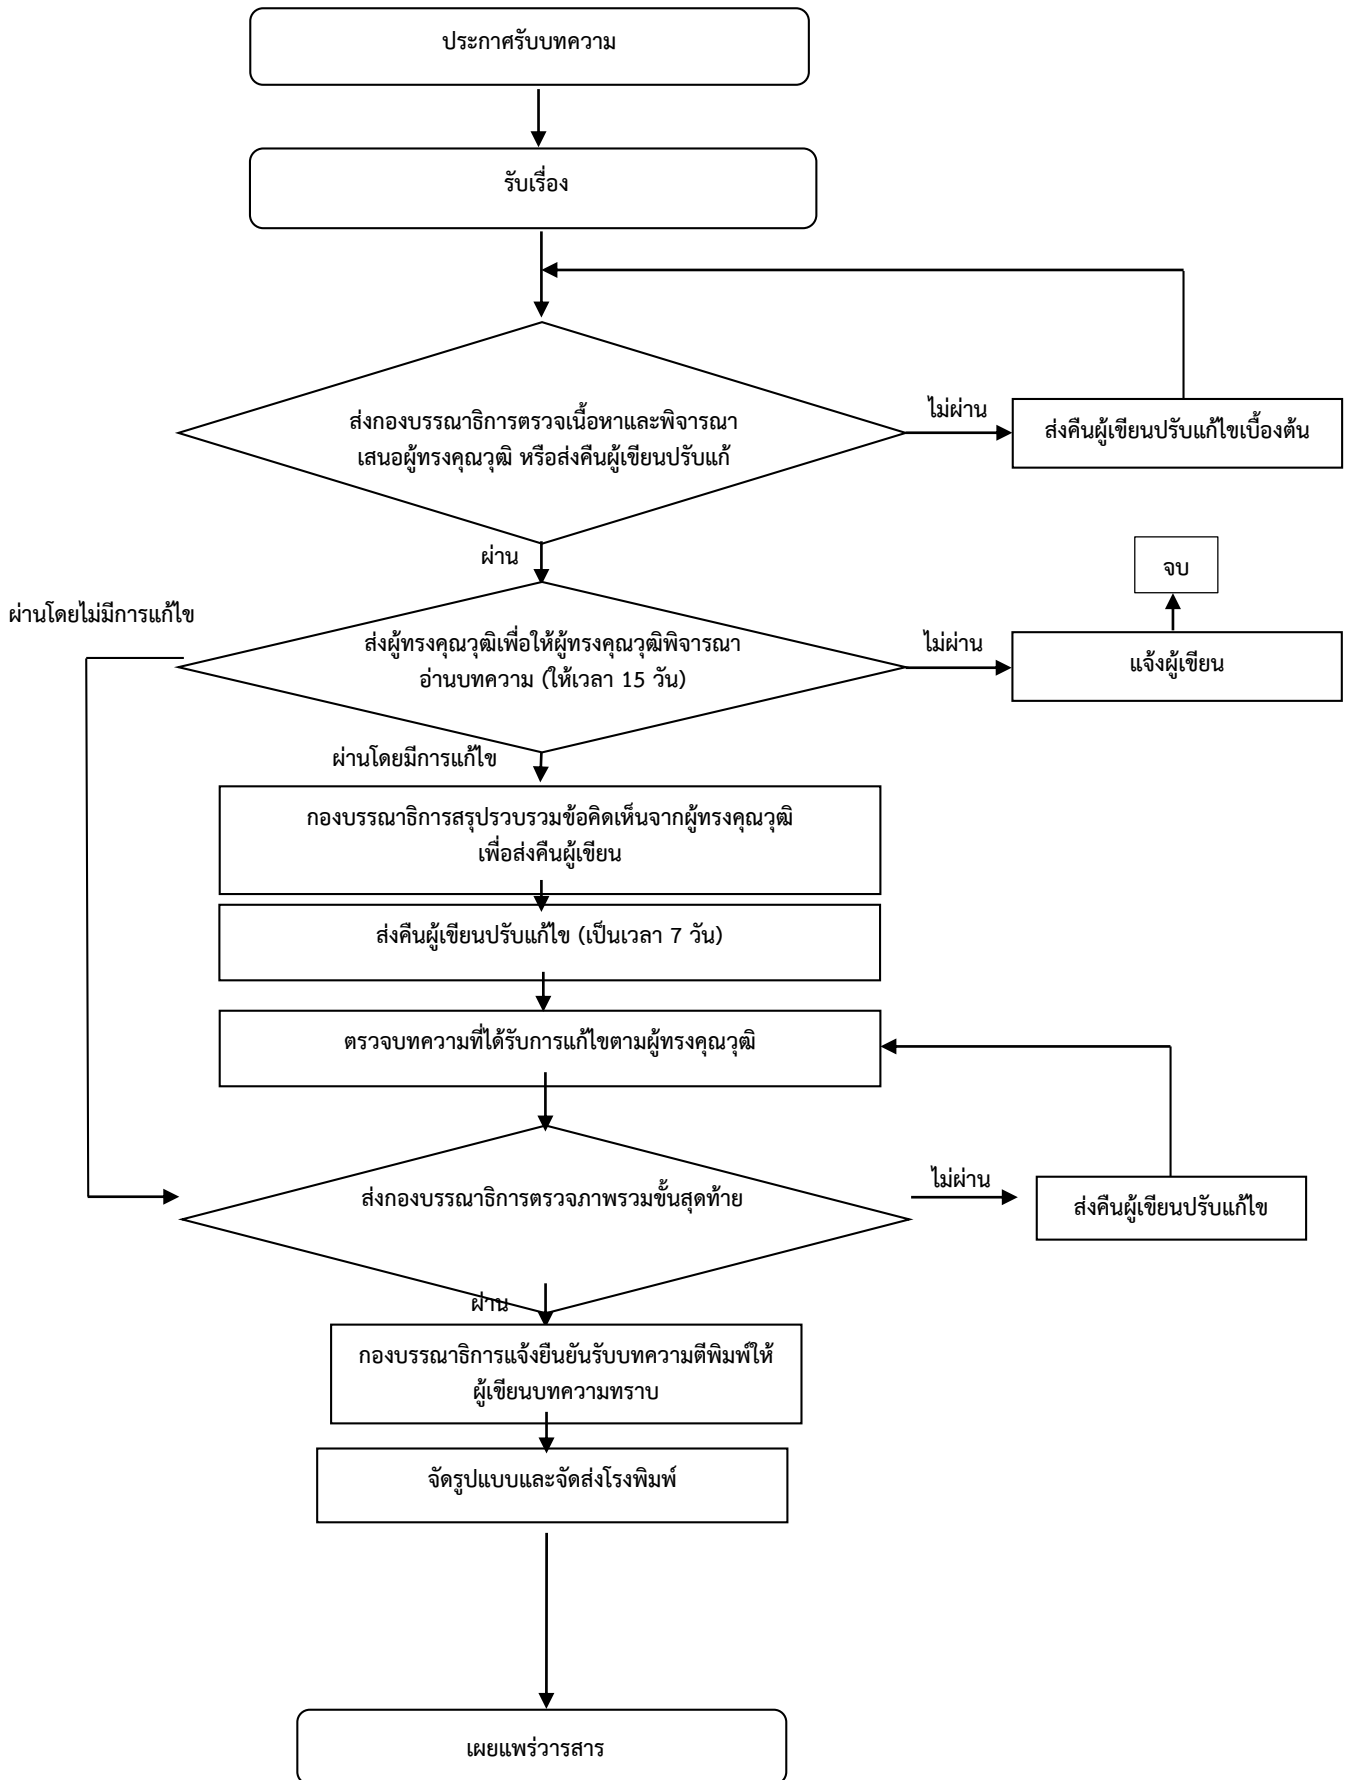 ประกาศรับบทความ
รับเรื่อง
ส่งกองบรรณาธิการตรวจเนื้อหาและพิจารณา
เสนอผู้ทรงคุณวุฒิ หรือส่งคืนผู้เขียนปรับแก้
ไม่ผ่าน
ส่งคืนผู้เขียนปรับแก้ไขเบื้องต้น
ผ่าน
จบ
ผ่านโดยไม่มีการแก้ไข
ส่งผู้ทรงคุณวุฒิเพื่อให้ผู้ทรงคุณวุฒิพิจารณา
อ่านบทความ (ให้เวลา 15 วัน)
ไม่ผ่าน
แจ้งผู้เขียน
ผ่านโดยมีการแก้ไข
กองบรรณาธิการสรุปรวบรวมข้อคิดเห็นจากผู้ทรงคุณวุฒิ
เพื่อส่งคืนผู้เขียน
ส่งคืนผู้เขียนปรับแก้ไข (เป็นเวลา 7 วัน)
ตรวจบทความที่ได้รับการแก้ไขตามผู้ทรงคุณวุฒิ
ส่งกองบรรณาธิการตรวจภาพรวมขั้นสุดท้าย
ไม่ผ่าน
ส่งคืนผู้เขียนปรับแก้ไข
ผ่าน
กองบรรณาธิการแจ้งยืนยันรับบทความตีพิมพ์ให้
ผู้เขียนบทความทราบ
จัดรูปแบบและจัดส่งโรงพิมพ์
เผยแพร่วารสาร